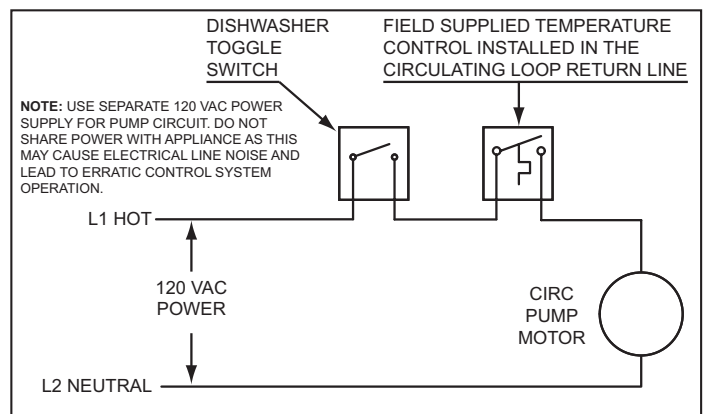 DISHWASHER
TOGGLE
SWITCH
FIELD SUPPLIED TEMPERATURE
CONTROL INSTALLED IN THE
CIRCULATING LOOP RETURN LINE
NOTE: USE SEPARATE 120 VAC POWER
SUPPLY FOR PUMP CIRCUIT. DO NOT
SHARE POWER WITH APPLIANCE AS THIS
MAY CAUSE ELECTRICAL LINE NOISE AND
LEAD TO ERRATIC CONTROL SYSTEM
OPERATION.
L1 HOT
120 VAC
POWER
CIRC
PUMP
MOTOR
L2 NEUTRAL